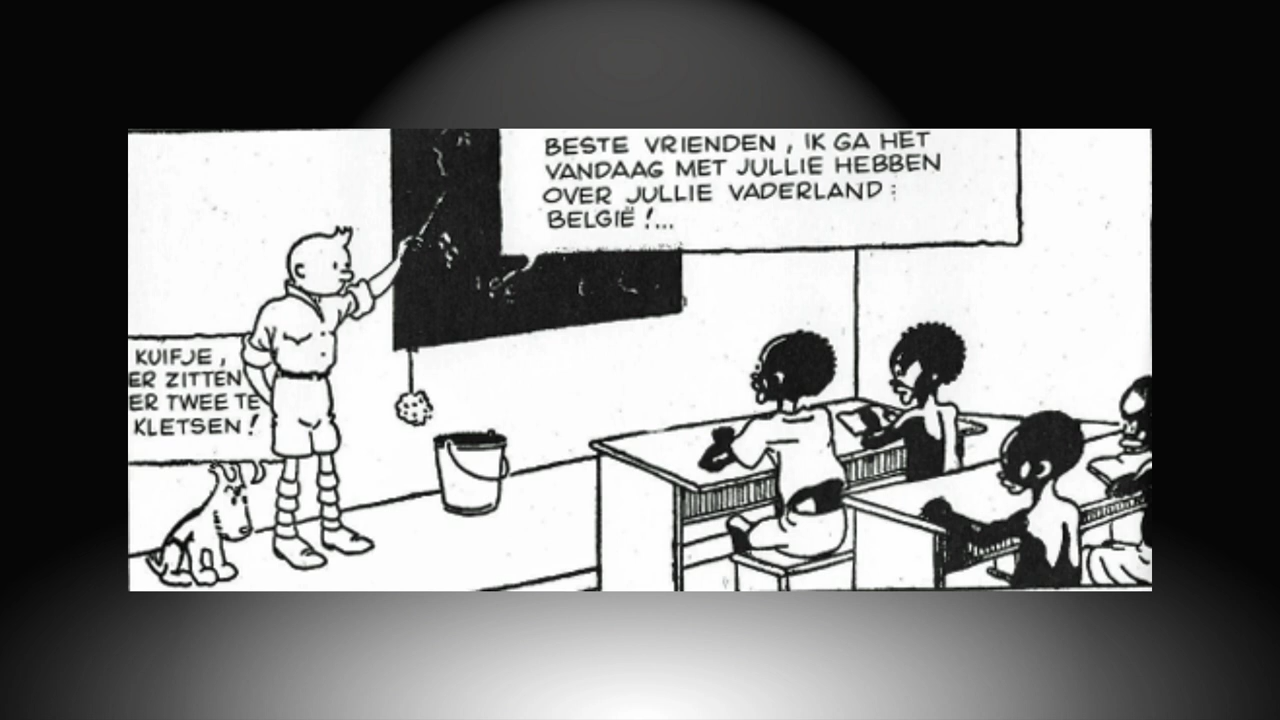 BESTE VRIENDEN, IK GA HET
VANDAAG MET JULLIE HEBBEN
OVER JULLIE VADERLAND:
BELGIË!...
KUIFJE,
ER ZITTEN
ER TWEE TE
KLETSEN!